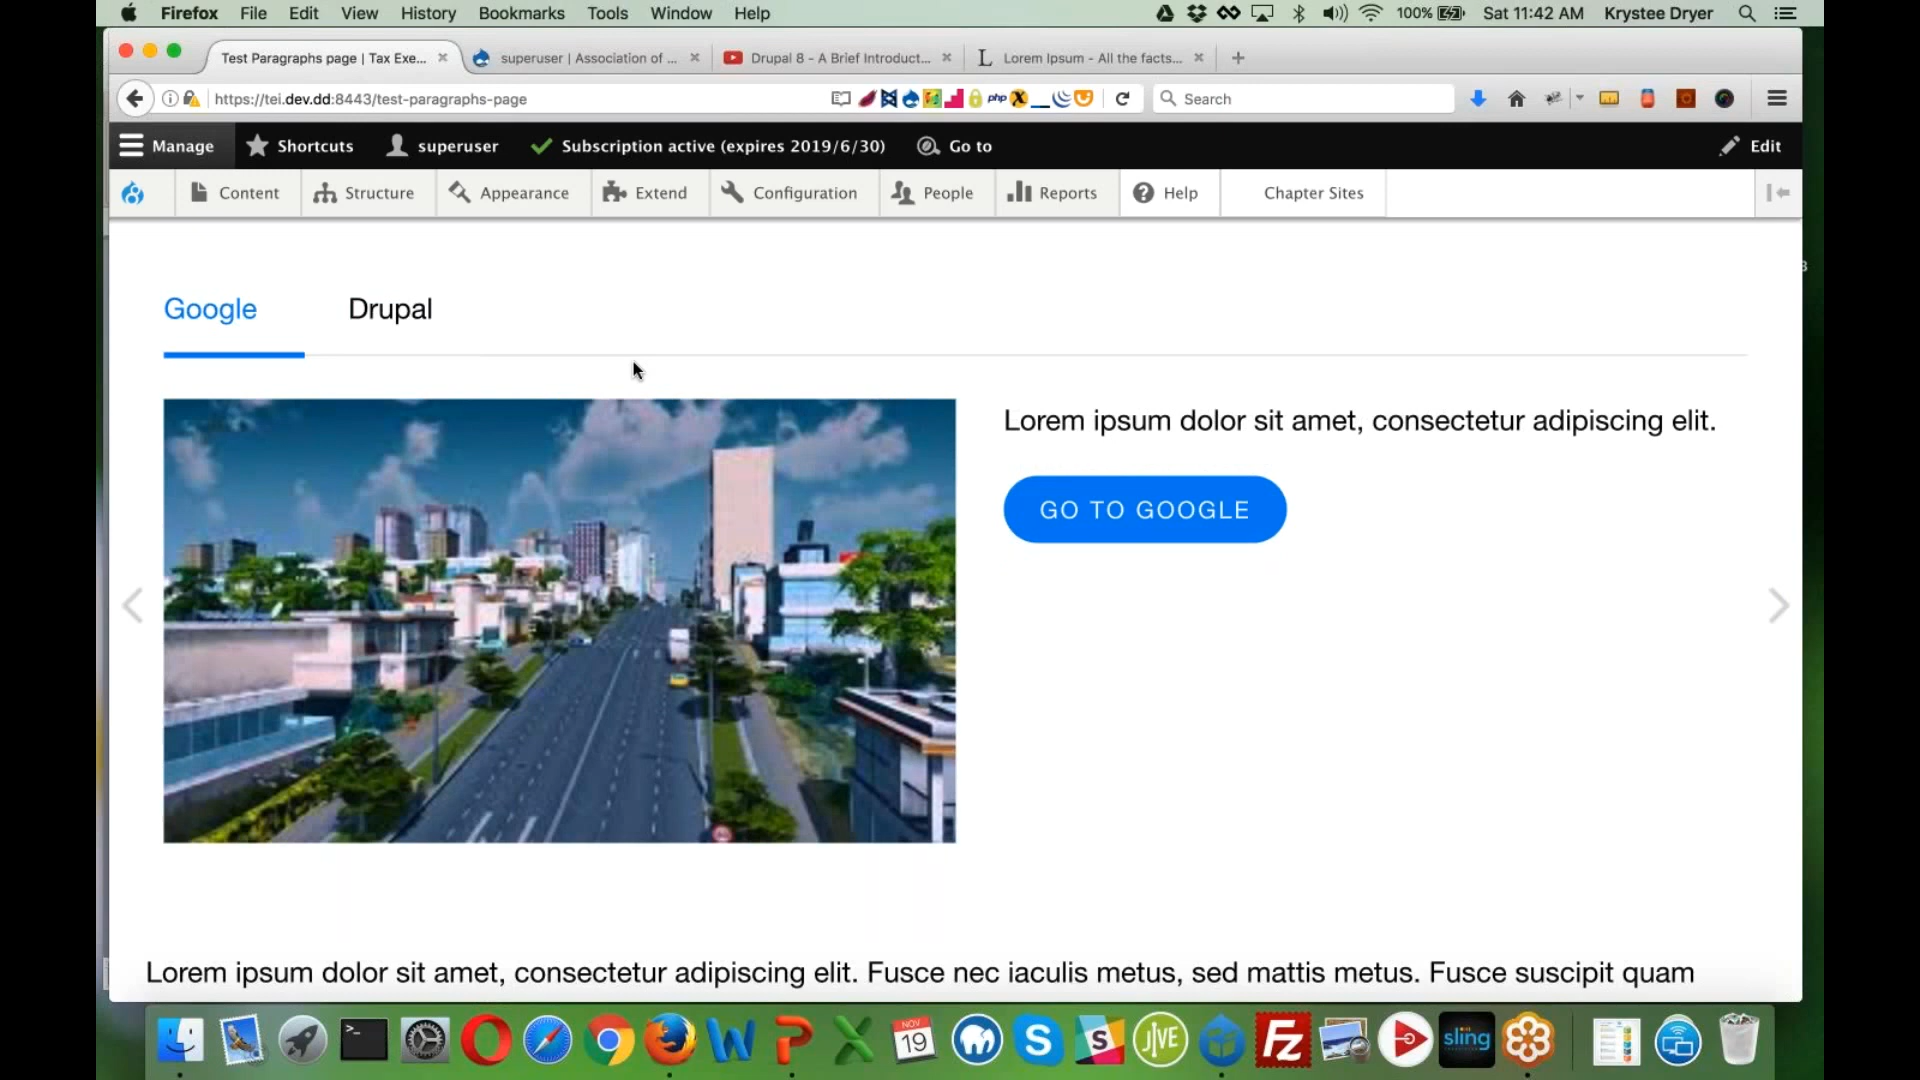 Firefox File Edit View History Bookmarks Tools Window Help 100% Sat 11:42 AM Krystee Dryer
Test Paragraphs page | Tax Exe... superuser | Association of ... Drupal 8 - A Brief Introduct... Lorem Ipsum - All the facts...
https://tei.dev.dd:8443/test-paragraphs-page php Search
Manage Shortcuts superuser Subscription active (expires 2019/6/30) Go to Edit
Content Structure Appearance Extend Configuration People Reports Help Chapter Sites
Google Drupal
Lorem ipsum dolor sit amet, consectetur adipiscing elit.
GO TO GOOGLE
Lorem ipsum dolor sit amet, consectetur adipiscing elit. Fusce nec iaculis metus, sed mattis metus. Fusce suscipit quam
NOV
19
JIVE
sling